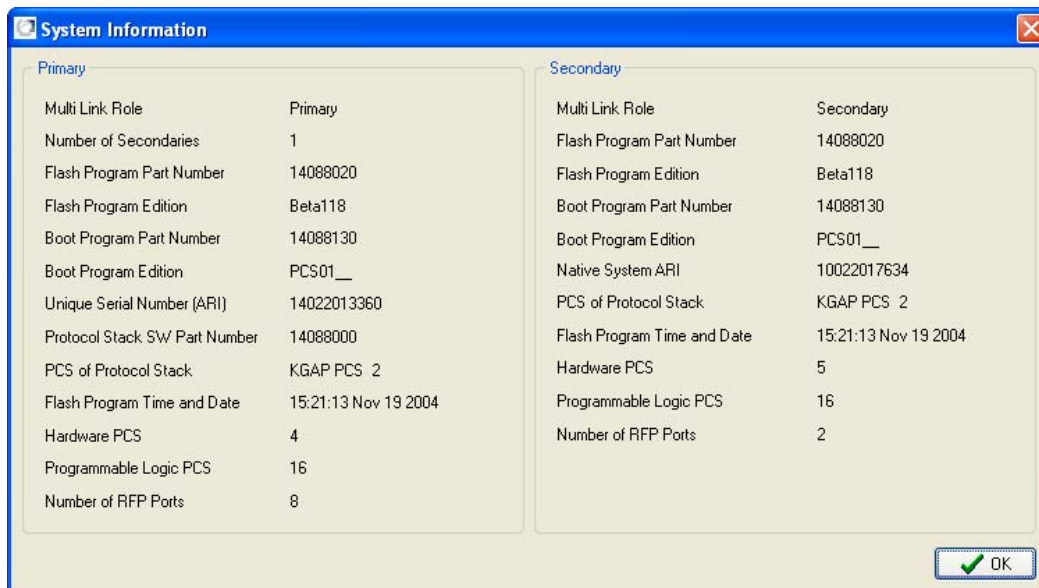 System Information
Primary
Multi Link Role Primary
Number of Secondaries 1
Flash Program Part Number 14088020
Flash Program Edition Beta118
Boot Program Part Number 14088130
Boot Program Edition PCS01__
Unique Serial Number (ARI) 14022013360
Protocol Stack SW Part Number 14088000
PCS of Protocol Stack KGAP PCS 2
Flash Program Time and Date 15:21:13 Nov 19 2004
Hardware PCS 4
Programmable Logic PCS 16
Number of RFP Ports 8
Secondary
Multi Link Role Secondary
Flash Program Part Number 14088020
Flash Program Edition Beta118
Boot Program Part Number 14088130
Boot Program Edition PCS01__
Native System ARI 10022017634
PCS of Protocol Stack KGAP PCS 2
Flash Program Time and Date 15:21:13 Nov 19 2004
Hardware PCS 5
Programmable Logic PCS 16
Number of RFP Ports 2
OK